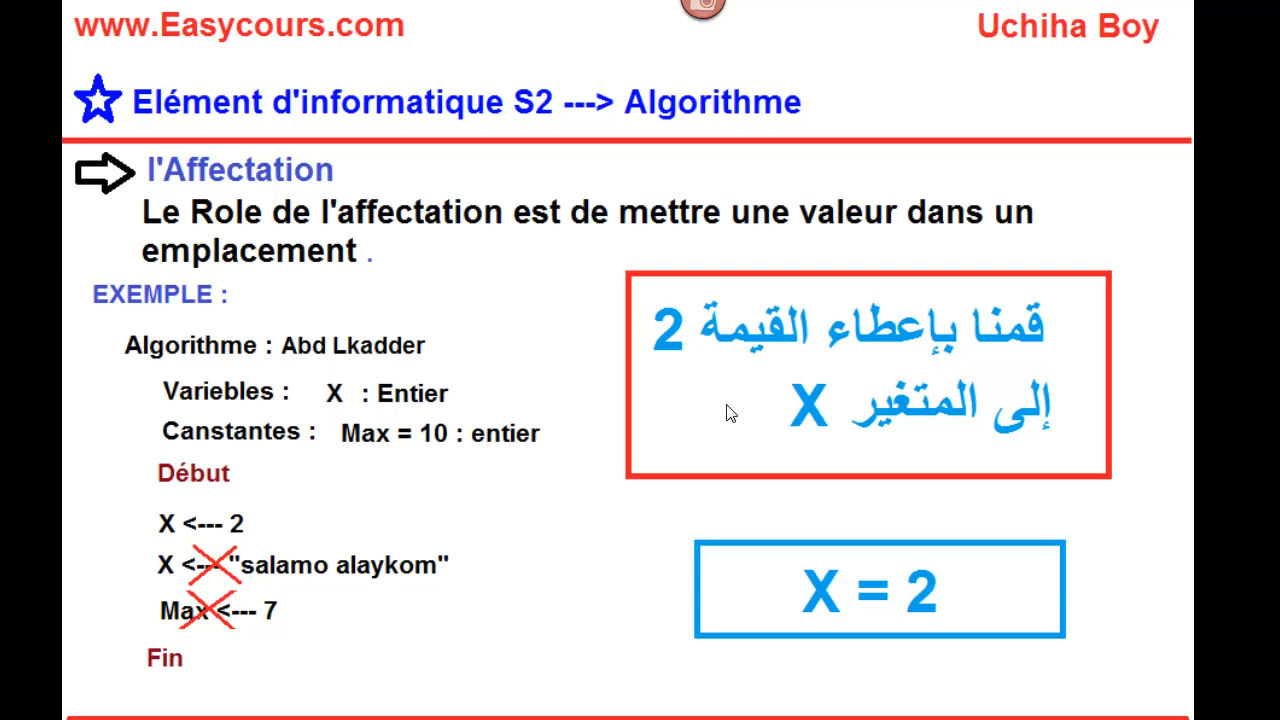 www.Easycours.com
Uchiha Boy
Elément d'informatique S2 ---> Algorithme
l'Affectation
Le Role de l'affectation est de mettre une valeur dans un
emplacement .
EXEMPLE :
Algorithme : Abd Lkadder
Variebles : X : Entier
Canstantes : Max = 10 : entier
Début
X <--- 2
X <--- "salamo alaykom"
Max <--- 7
Fin
قمنا بإعطاء القيمة 2
إلى المتغير X
X = 2